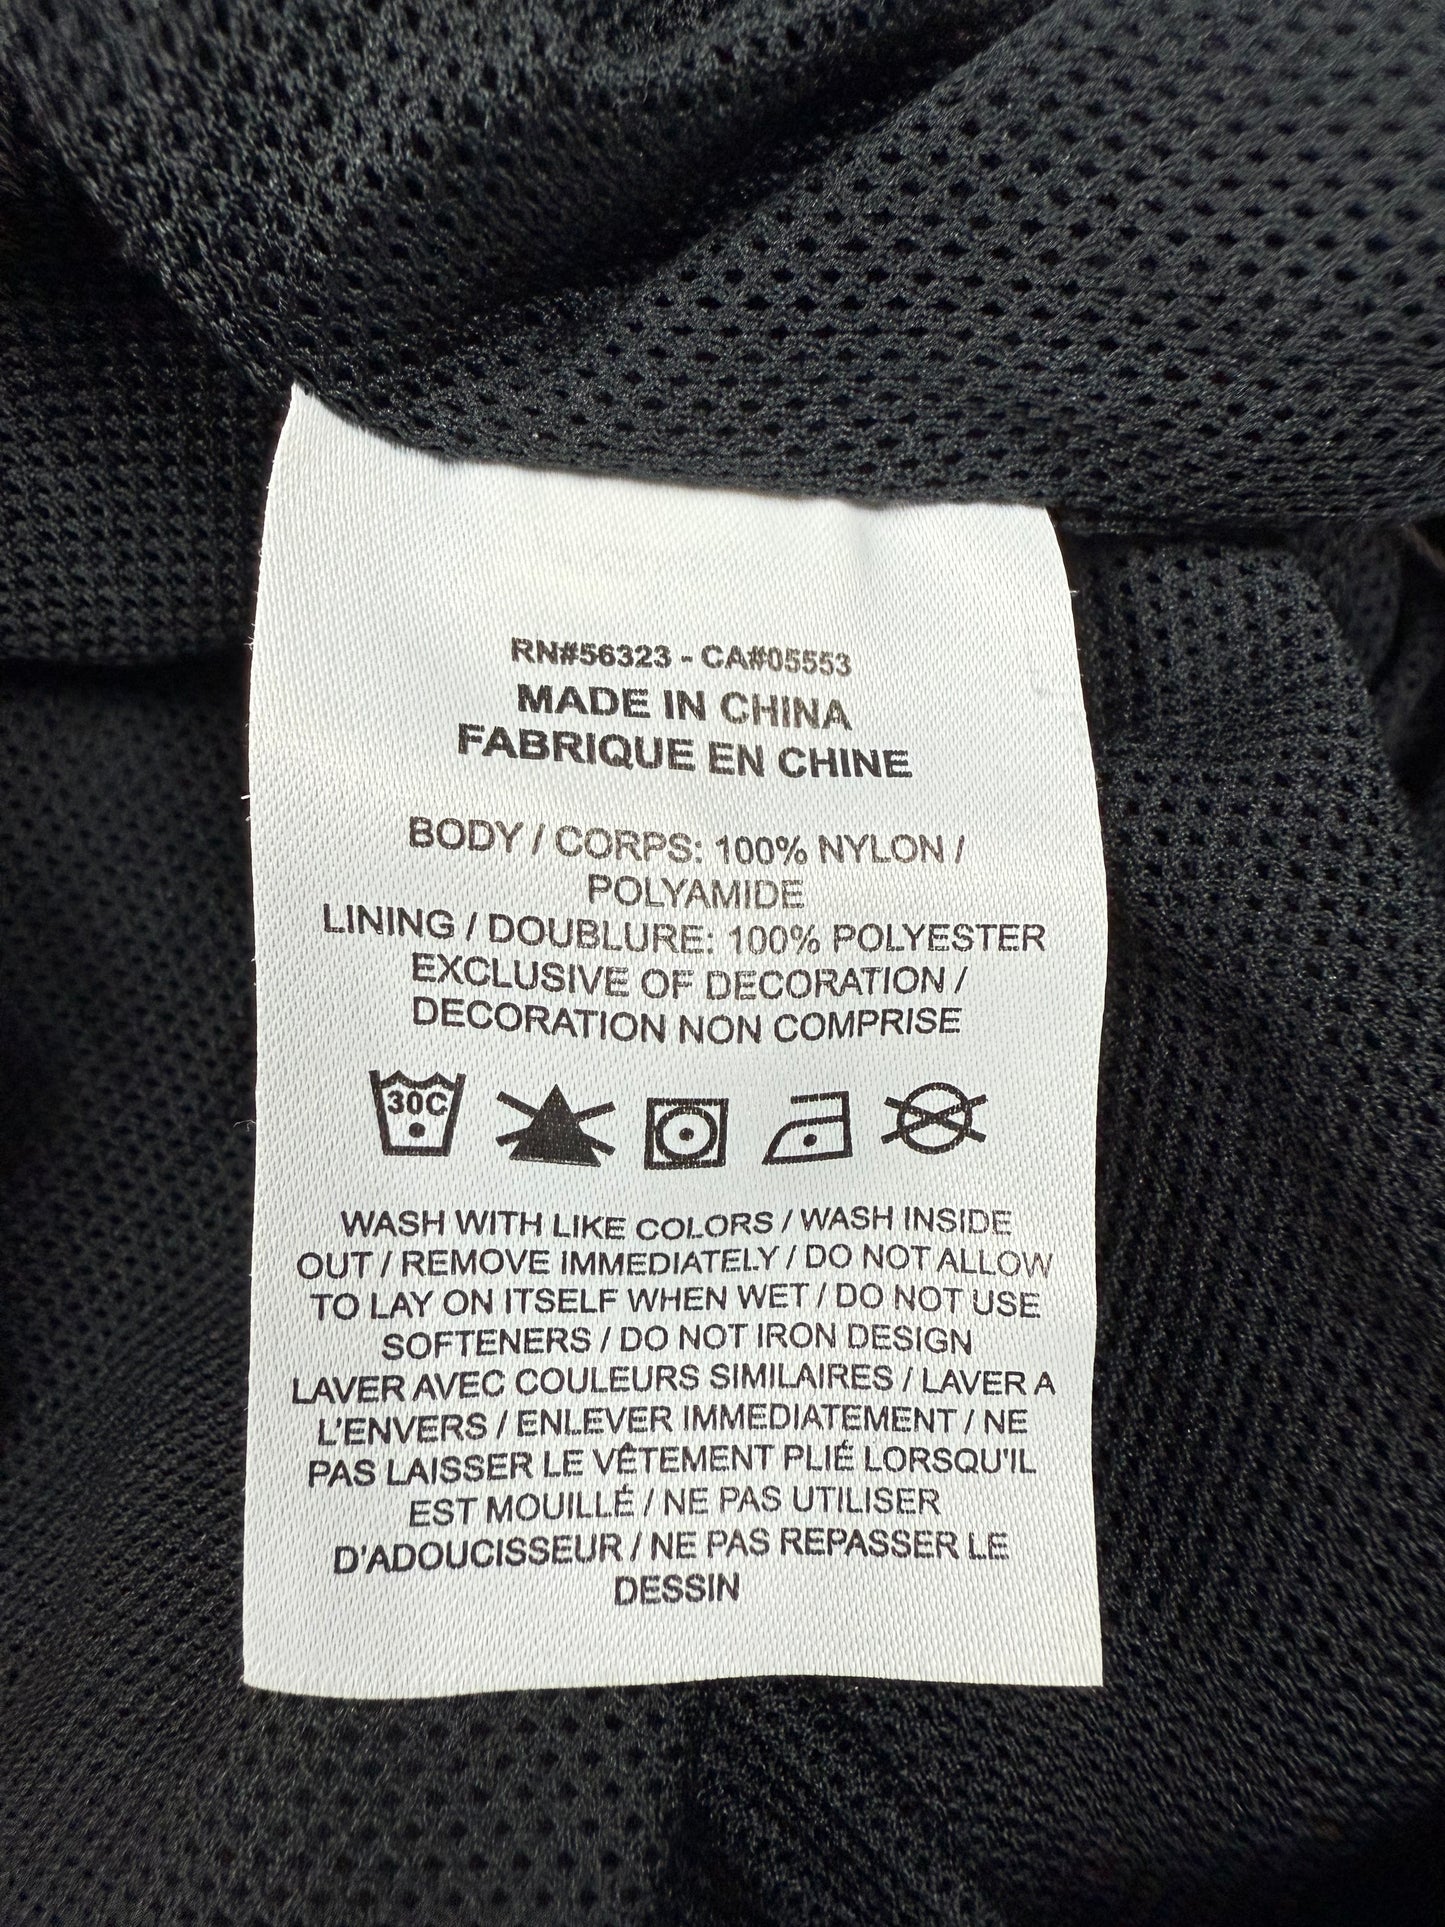 RN#56323 - CA#05553
MADE IN CHINA
FABRIQUE EN CHINE
BODY / CORPS: 100% NYLON /
POLYAMIDE
LINING / DOUBLURE: 100% POLYESTER
EXCLUSIVE OF DECORATION /
DECORATION NON COMPRISE
30C
WASH WITH LIKE COLORS / WASH INSIDE
OUT / REMOVE IMMEDIATELY / DO NOT ALLOW
TO LAY ON ITSELF WHEN WET / DO NOT USE
SOFTENERS / DO NOT IRON DESIGN
LAVER AVEC COULEURS SIMILAIRES / LAVER A
L'ENVERS / ENLEVER IMMEDIATEMENT / NE
PAS LAISSER LE VÊTEMENT PLIÉ LORSQU'IL
EST MOUILLÉ / NE PAS UTILISER
D'ADOUCISSEUR / NE PAS REPASSER LE
DESSIN